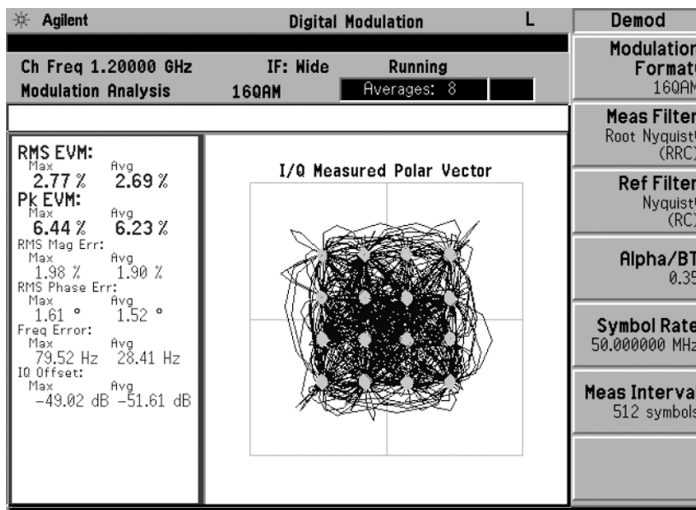 Agilent
Digital Modulation
L
Demod
Ch Freq 1.20000 GHz
IF: Wide
Running
Modulation Analysis
16QAM
Averages: 8
RMS EVM:
Max Avg
2.77 % 2.69 %
Pk EVM:
Max Avg
6.44 % 6.23 %
RMS Mag Err:
Max Avg
1.98 % 1.90 %
RMS Phase Err:
Max Avg
1.61 ° 1.52 °
Freq Error:
Max Avg
79.52 Hz 28.41 Hz
IQ Offset:
Max Avg
-49.02 dB -51.61 dB
I/Q Measured Polar Vector
Modulation
Format
16QAM
Meas Filter
Root Nyquist
(RRC)
Ref Filter
Nyquist
(RC)
Alpha/BT
0.35
Symbol Rate
50.000000 MHz
Meas Interval
512 symbols